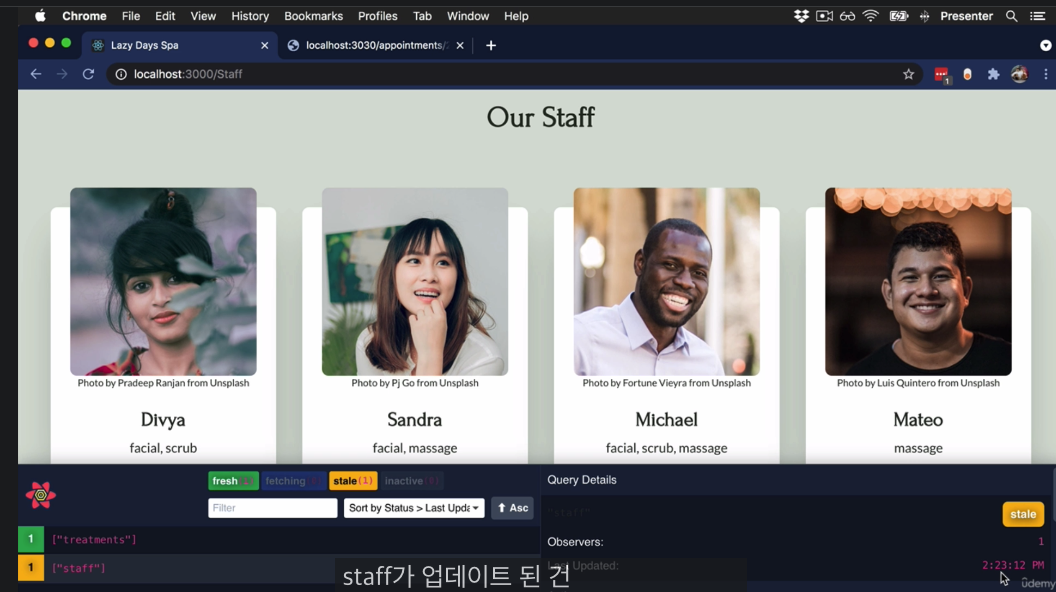 Chrome File Edit View History Bookmarks Profiles Tab Window Help Presenter
Lazy Days Spa localhost:3030/appointments/
localhost:3000/Staff
1
Our Staff
Photo by Pradeep Ranjan from Unsplash
Photo by Pj Go from Unsplash
Photo by Fortune Vieyra from Unsplash
Photo by Luis Quintero from Unsplash
Divya
Sandra
Michael
Mateo
facial, scrub
facial, massage
facial, scrub, massage
massage
fresh fetching stale (1) inactive
Query Details
Filter Sort by Status > Last Upda Asc
"staff"
stale
1 ["treatments"]
Observers: 1
1 ["staff"]
Last Updated: 2:23:12 PM
staff가 업데이트 된 건
ûdemy